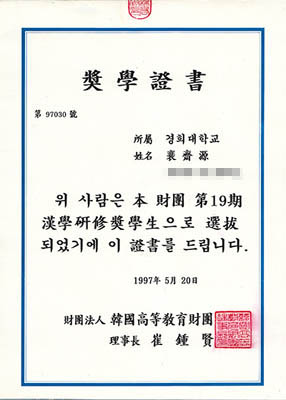 奬學證書
第 97030 號
所屬 경희대학교
姓名 裵齋源
위 사람은 本 財團 第19期
漢學研修奬學生으로 選拔
되었기에 이 證書를 드립니다.
1997年 5月 20日
財團法人 韓國高等敎育財團
理事長 崔鍾賢